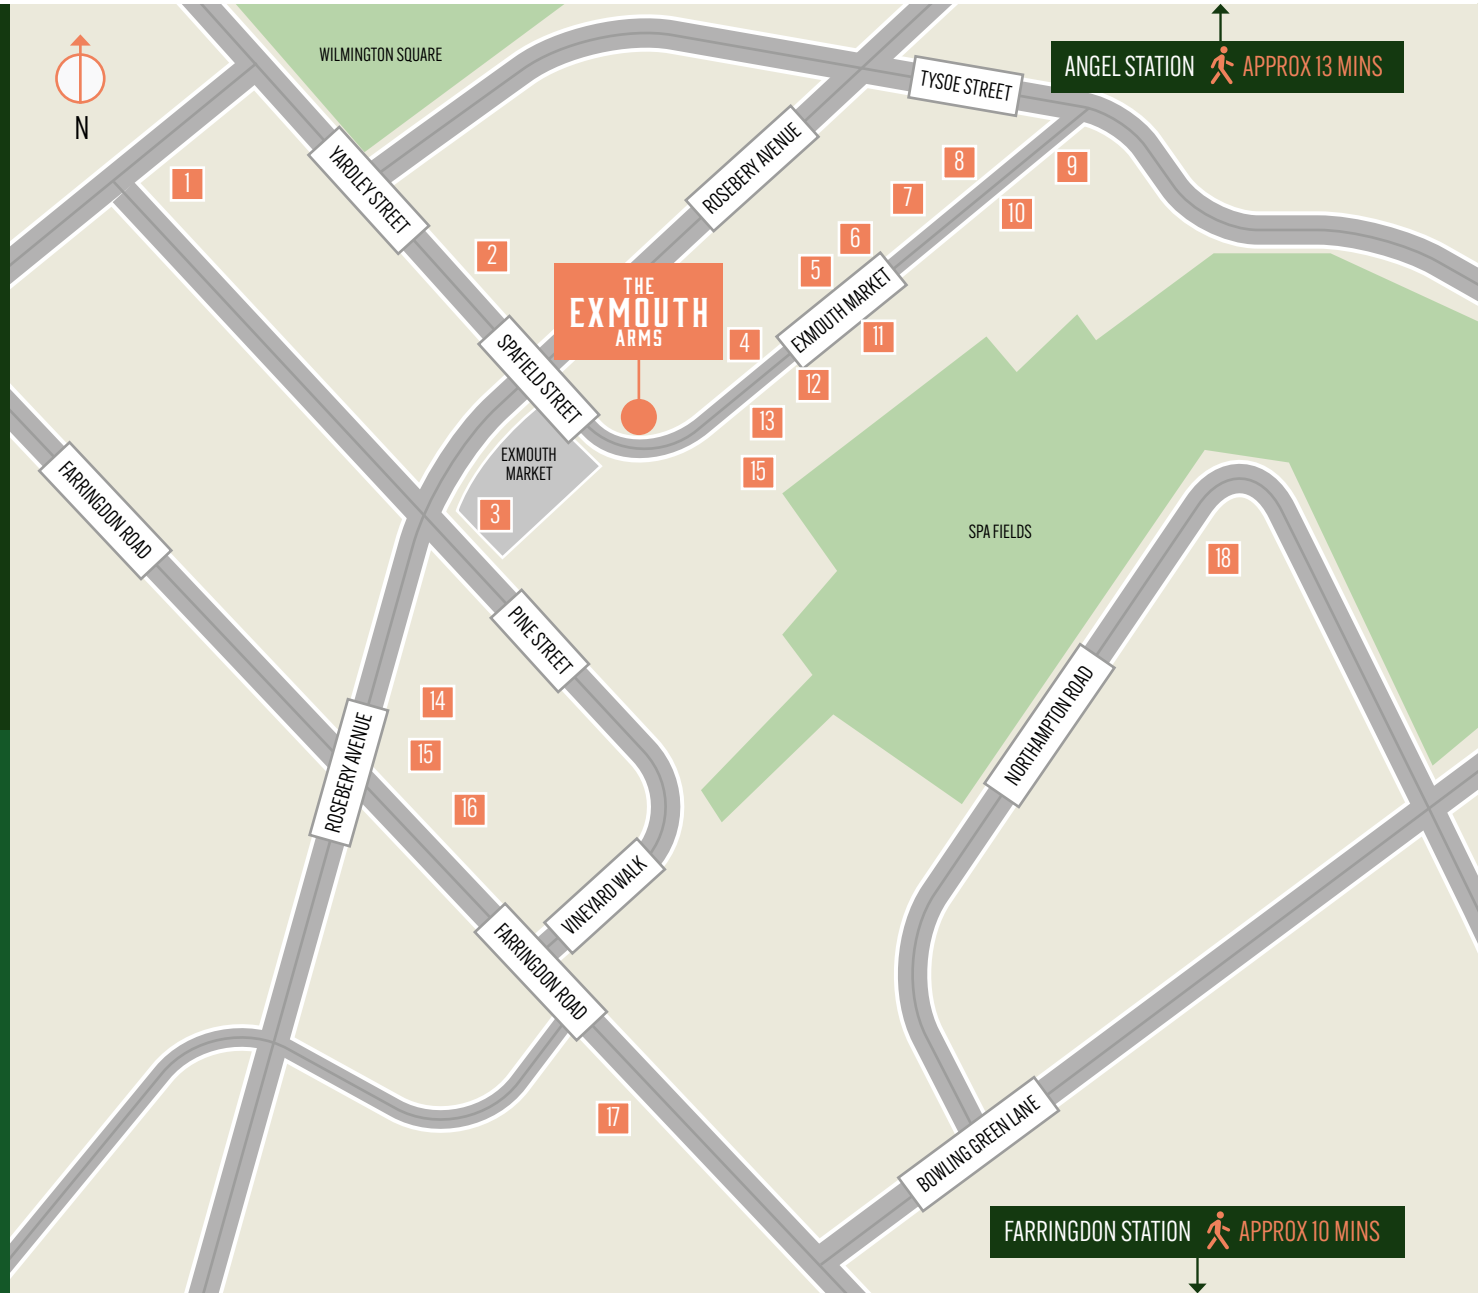 WILMINGTON SQUARE
ANGEL STATION APPROX 13 MINS
TYSOE STREET
N
YARDLEY STREET
ROSEBERY AVENUE
1
8
9
7
10
2
6
5
THE
EXMOUTH
ARMS
EXMOUTH MARKET
4
11
SPAFIELD STREET
12
13
EXMOUTH
MARKET
15
3
FARRINGDON ROAD
SPA FIELDS
18
PINE STREET
14
NORTHAMPTON ROAD
15
ROSEBERY AVENUE
16
VINEYARD WALK
FARRINGDON ROAD
17
BOWLING GREEN LANE
FARRINGDON STATION APPROX 10 MINS